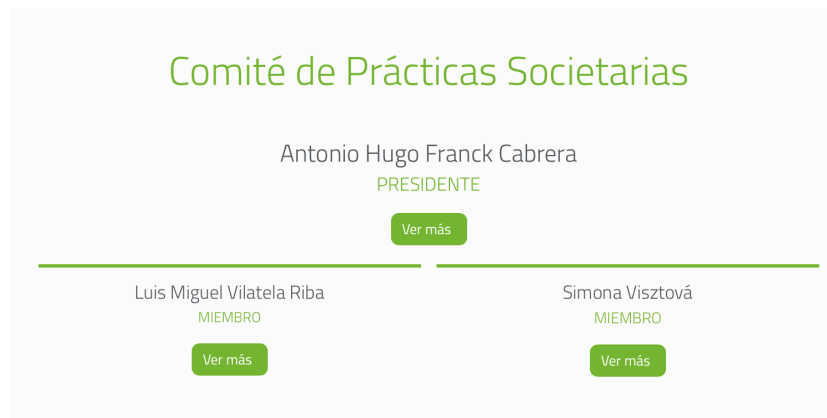 Comité de Prácticas Societarias
Antonio Hugo Franck Cabrera
PRESIDENTE
Ver más
Luis Miguel Vilatela Riba
MIEMBRO
Ver más
Simona Visztová
MIEMBRO
Ver más